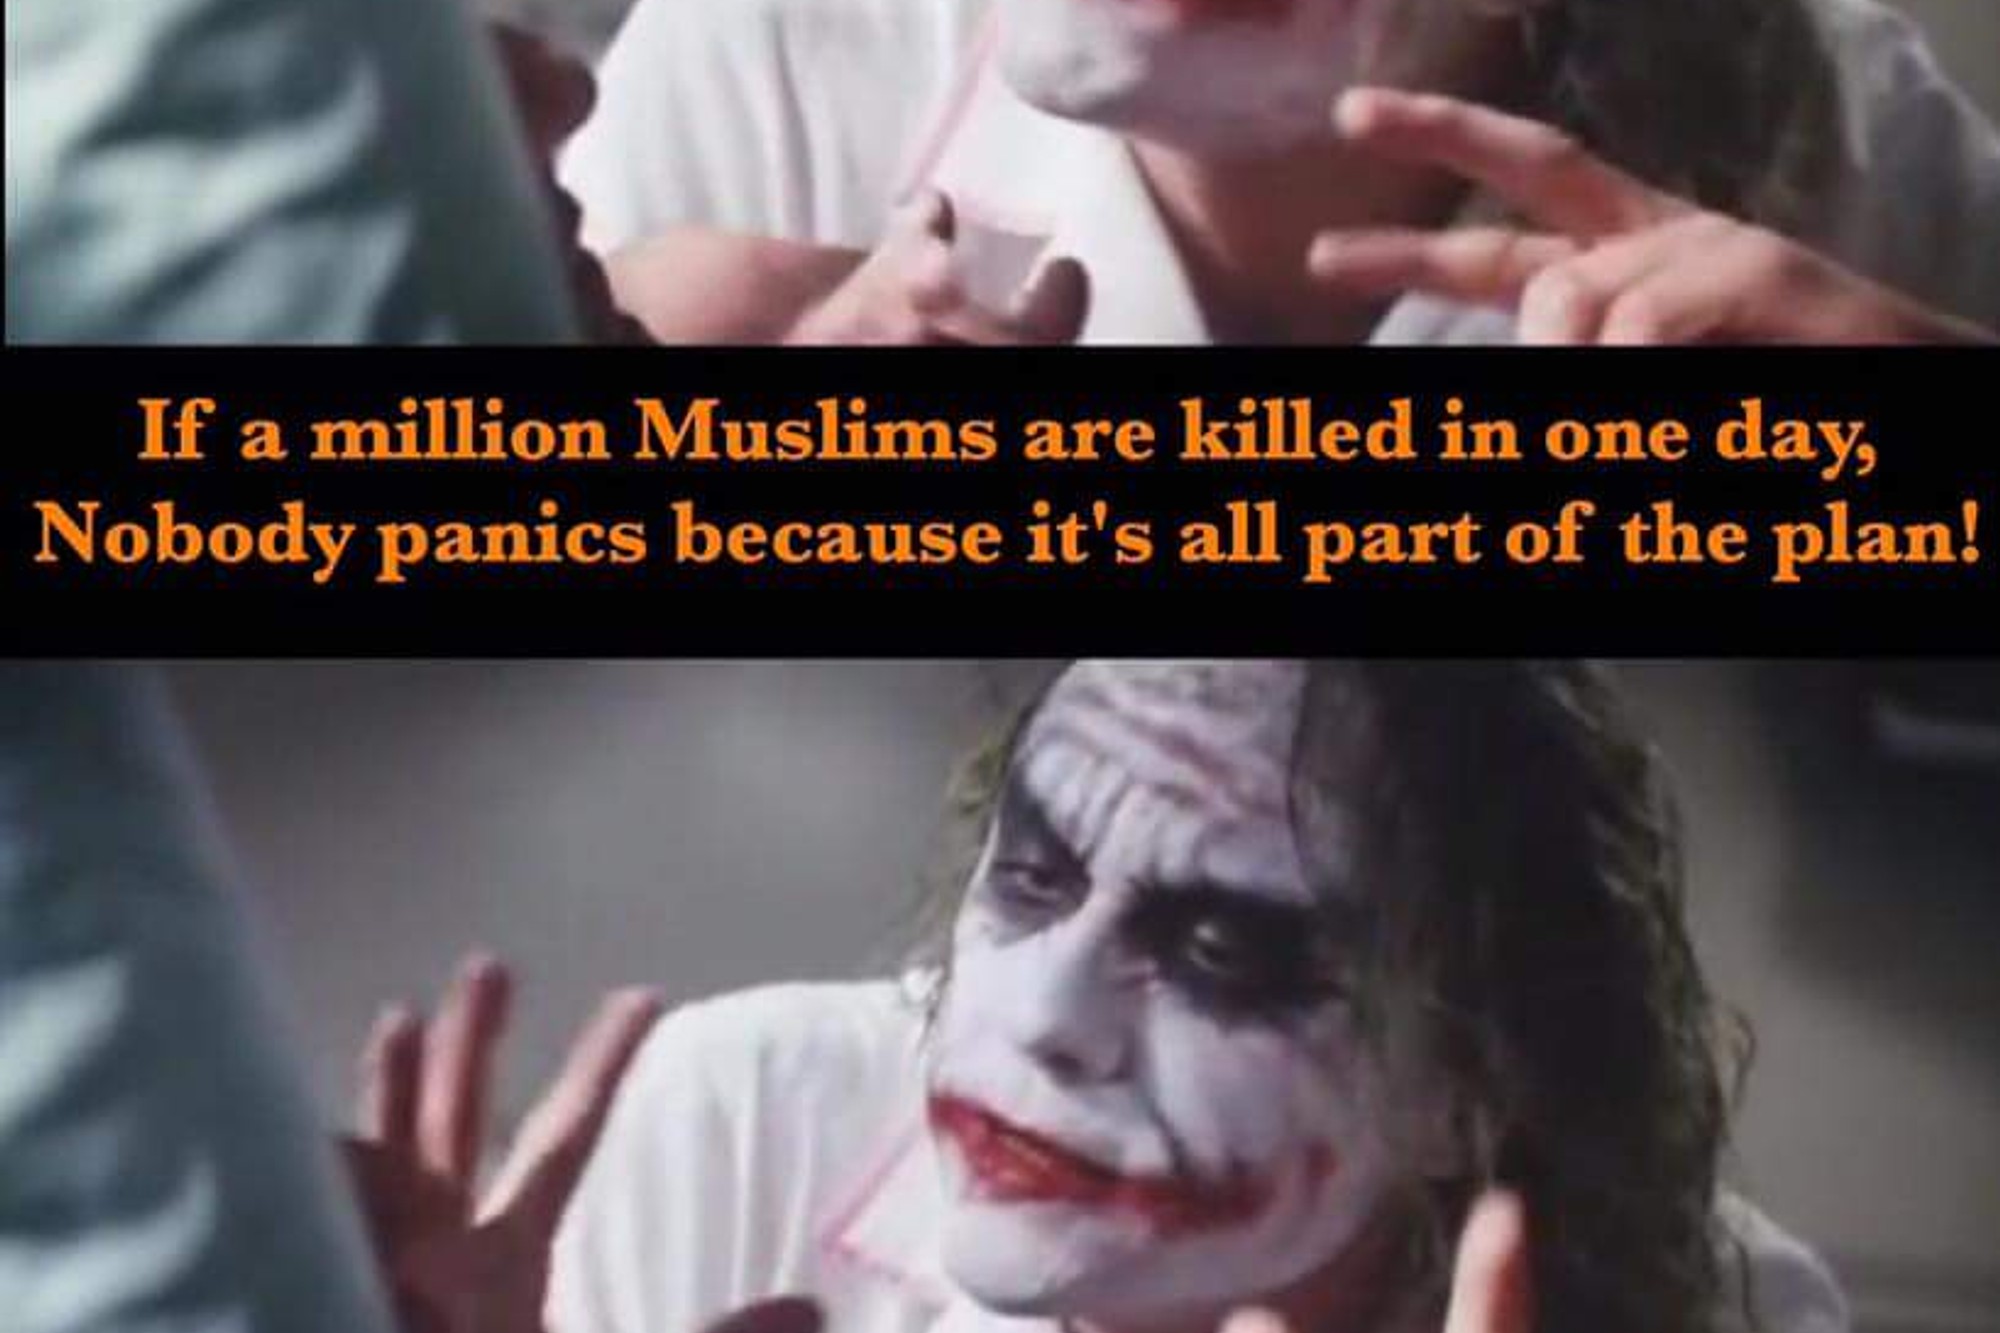 If a million Muslims are killed in one day,
Nobody panics because it's all part of the plan!